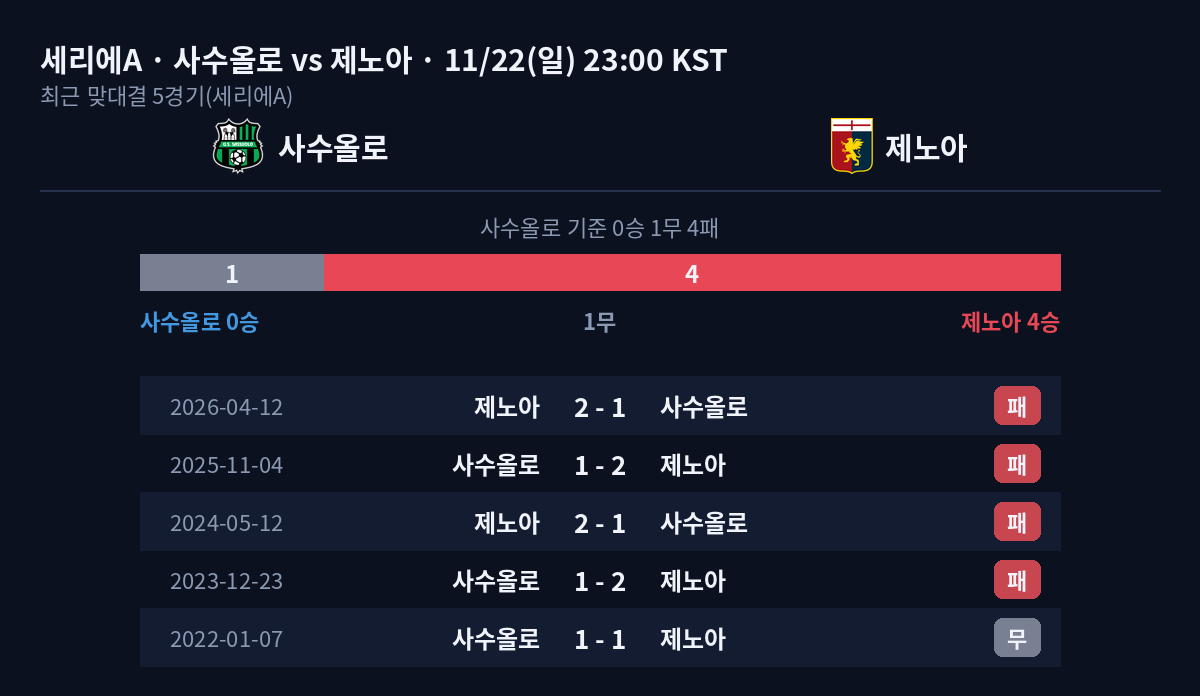 세리에A · 사수올로 vs 제노아 · 11/22(일) 23:00 KST
최근 맞대결 5경기(세리에A)
사수올로
제노아
사수올로 기준 0승 1무 4패
1 4
사수올로 0승 1무 제노아 4승
2026-04-12 제노아 2 - 1 사수올로 패
2025-11-04 사수올로 1 - 2 제노아 패
2024-05-12 제노아 2 - 1 사수올로 패
2023-12-23 사수올로 1 - 2 제노아 패
2022-01-07 사수올로 1 - 1 제노아 무